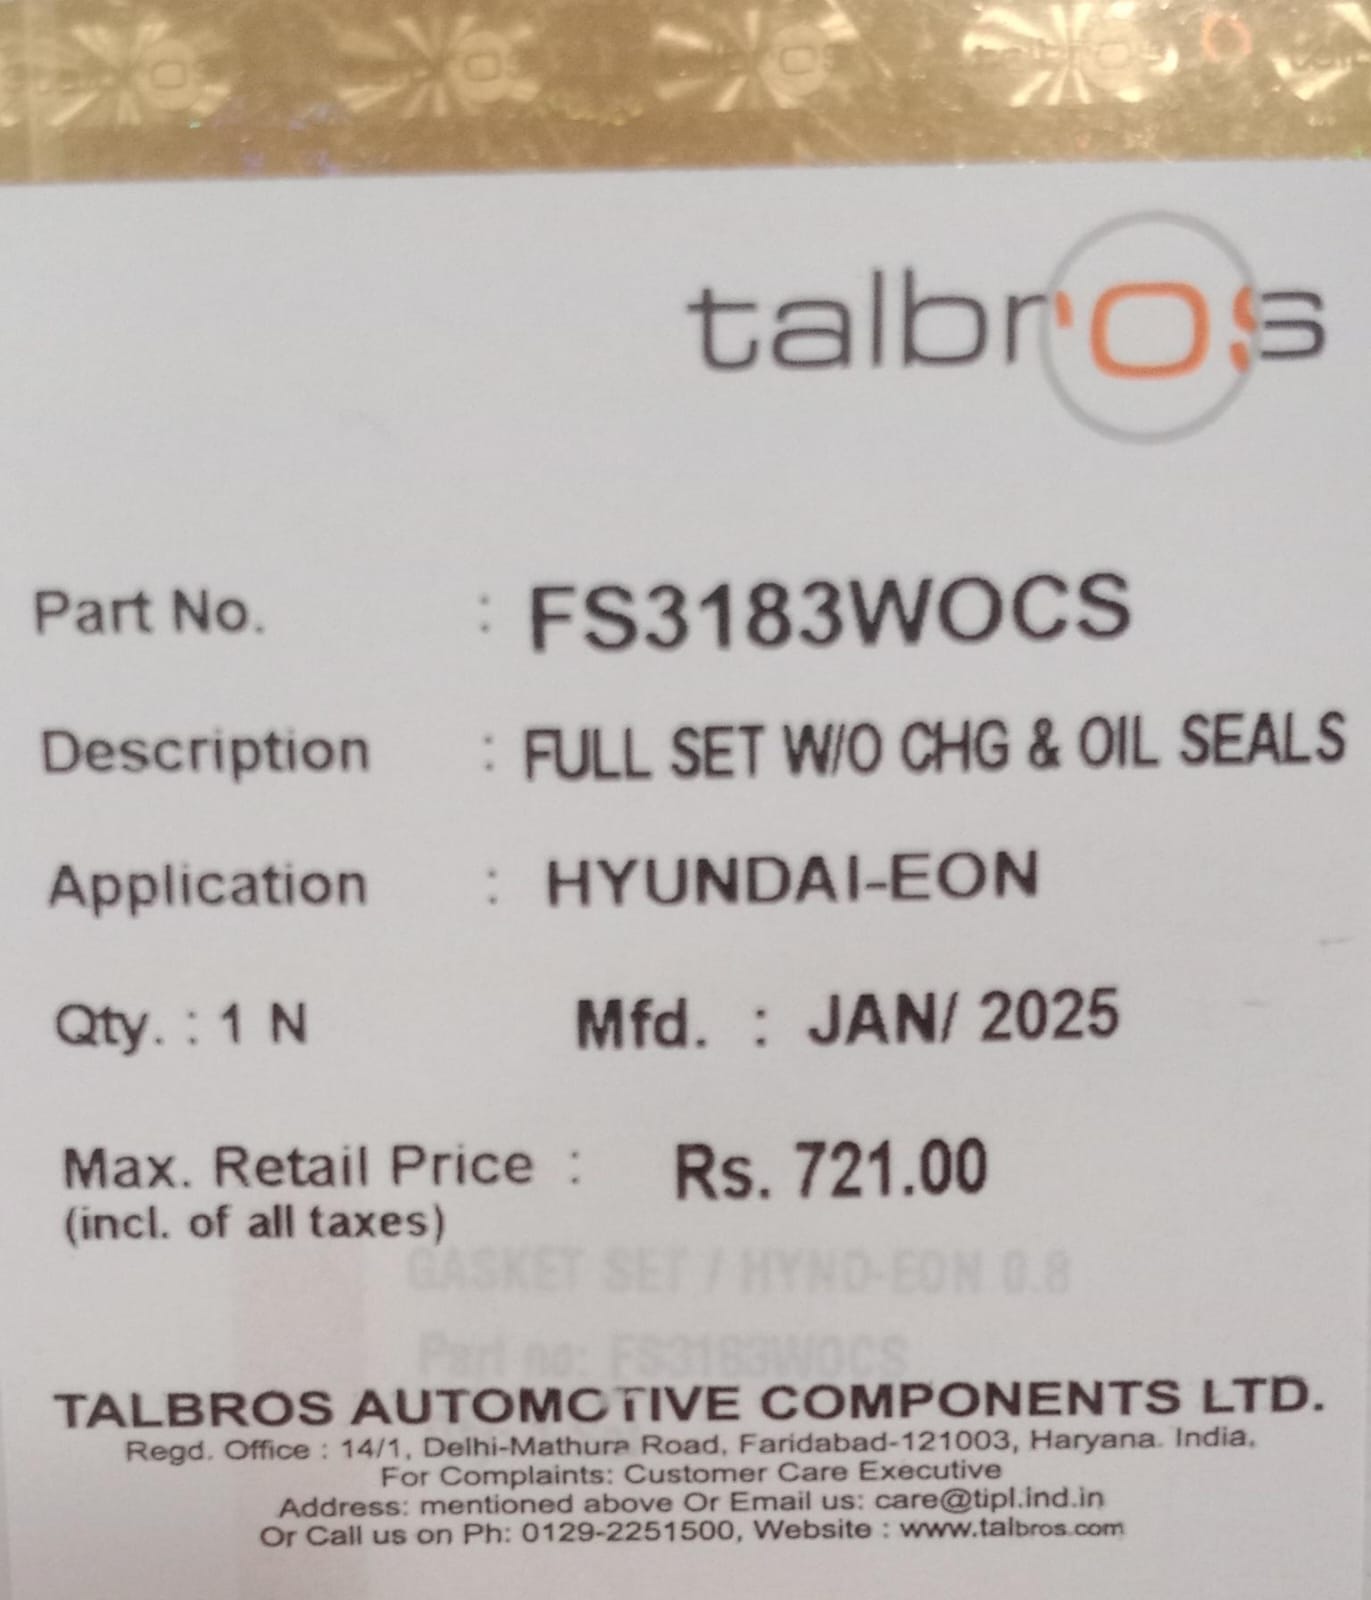 talbros
Part No. : FS3183WOCS
Description : FULL SET W/O CHG & OIL SEALS
Application : HYUNDAI-EON
Qty. : 1 N Mfd. : JAN/ 2025
Max. Retail Price : Rs. 721.00
(incl. of all taxes)
GASKET SET / HYND-EON 0.8
Part no: FS3183WOCS
TALBROS AUTOMOTIVE COMPONENTS LTD.
Regd. Office : 14/1, Delhi-Mathura Road, Faridabad-121003, Haryana. India.
For Complaints: Customer Care Executive
Address: mentioned above Or Email us: care@tipl.ind.in
Or Call us on Ph: 0129-2251500, Website : www.talbros.com